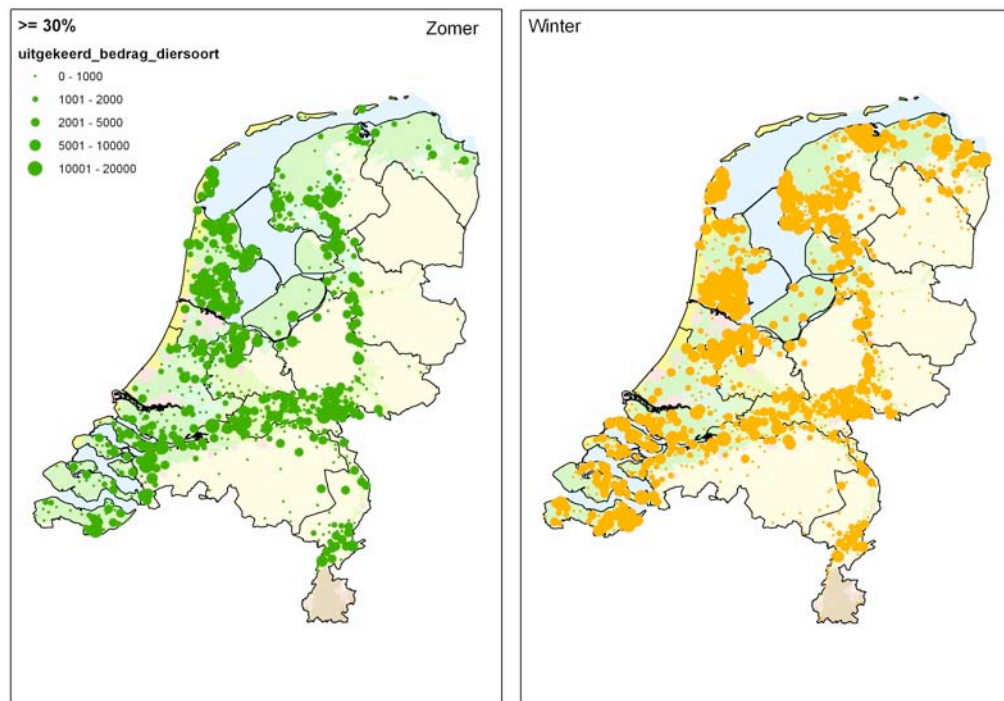 >= 30%
Zomer
uitgekeerd_bedrag_diersoort
0 - 1000
1001 - 2000
2001 - 5000
5001 - 10000
10001 - 20000
Winter